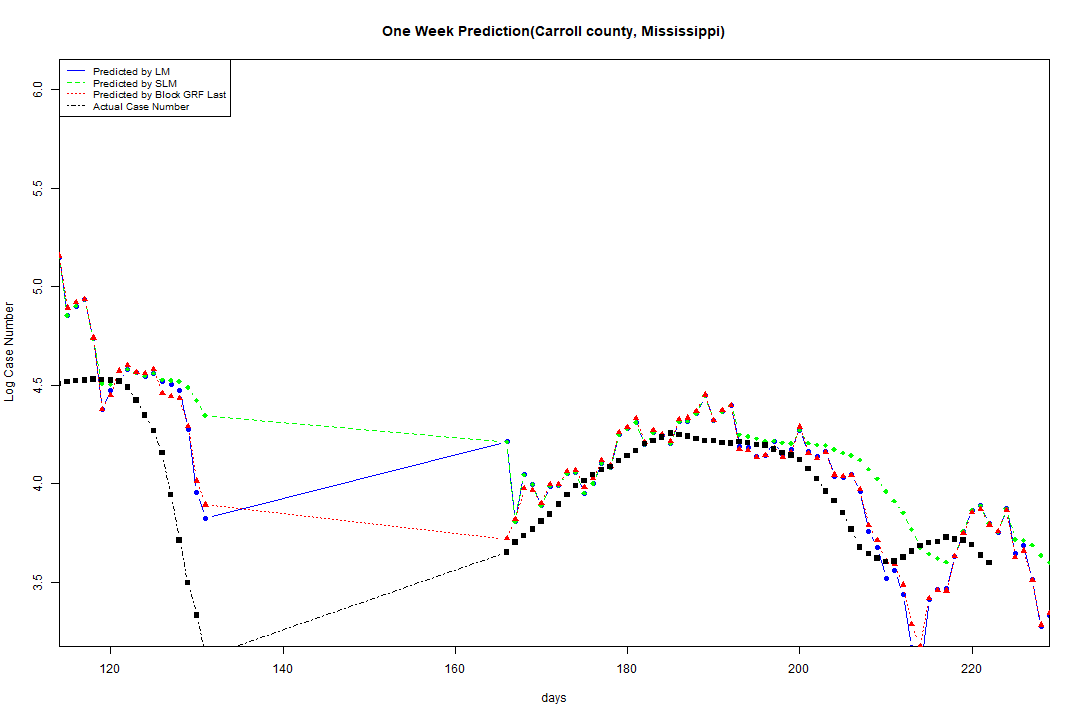 One Week Prediction(Carroll county, Mississippi)
Predicted by LM
Predicted by SLM
Predicted by Block GRF Last
Actual Case Number
6.0
5.5
5.0
4.5
4.0
3.5
Log Case Number
120 140 160 180 200 220
days